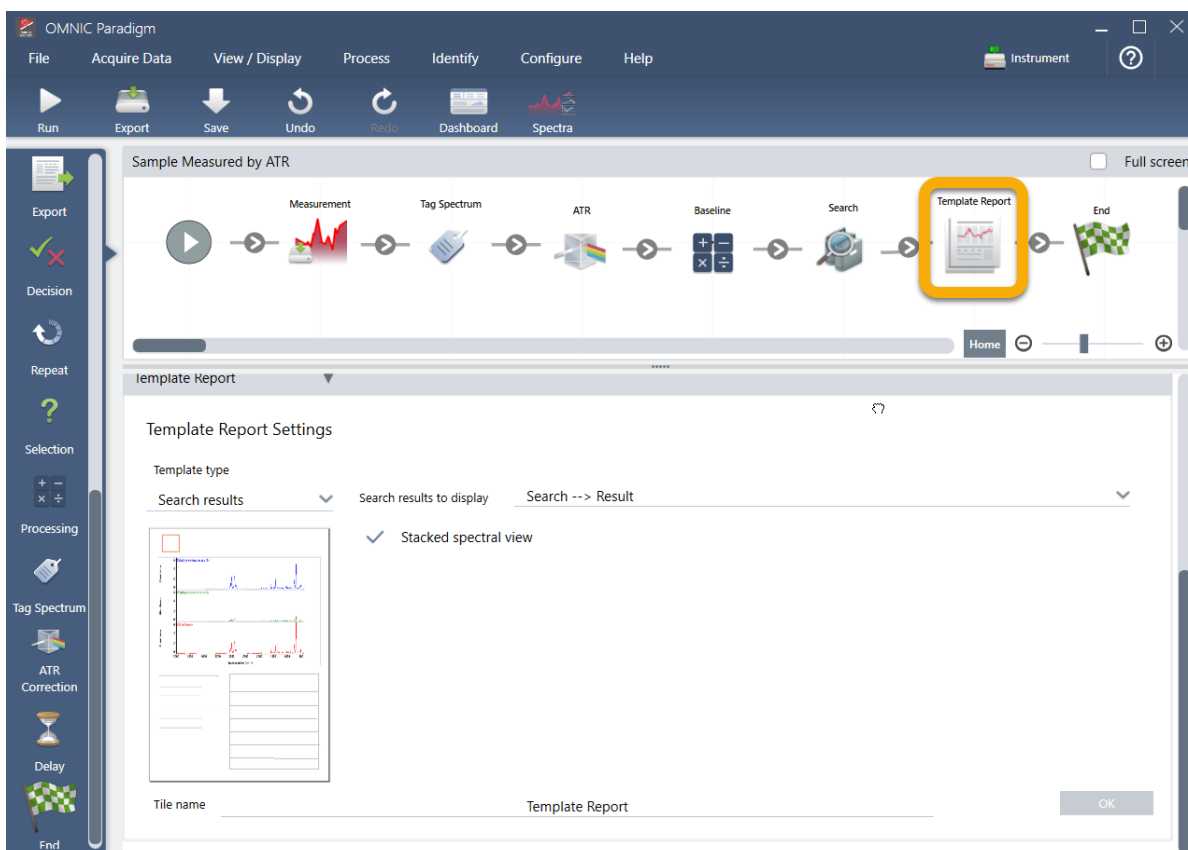 OMNIC Paradigm
File Acquire Data View / Display Process Identify Configure Help Instrument
Run Export Save Undo Redo Dashboard Spectra
Export
Decision
Repeat
Selection
Processing
Tag Spectrum
ATR
Correction
Delay
End
Sample Measured by ATR Full screen
Measurement Tag Spectrum ATR Baseline Search Template Report End
Home
Template Report
Template Report Settings
Template type
Search results Search results to display Search --> Result
Stacked spectral view
Tile name Template Report OK